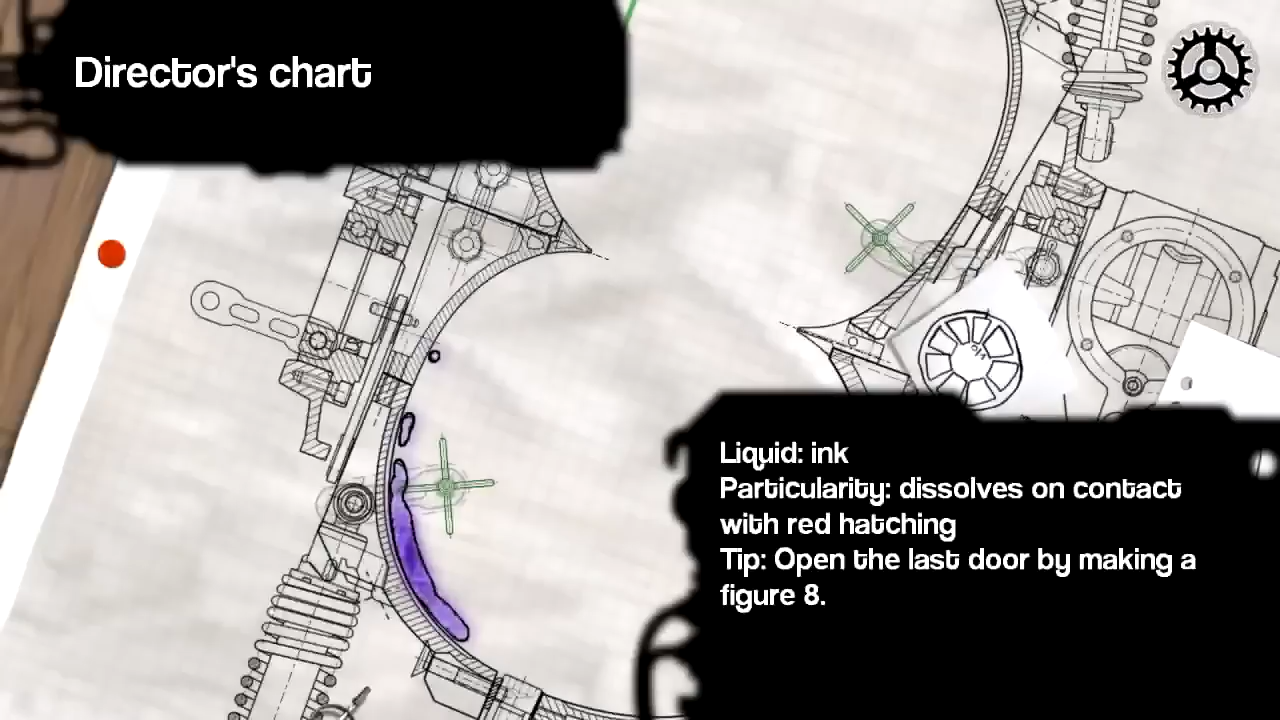 Director's chart
Liquid: ink
Particularity: dissolves on contact
with red hatching
Tip: Open the last door by making a
figure 8.